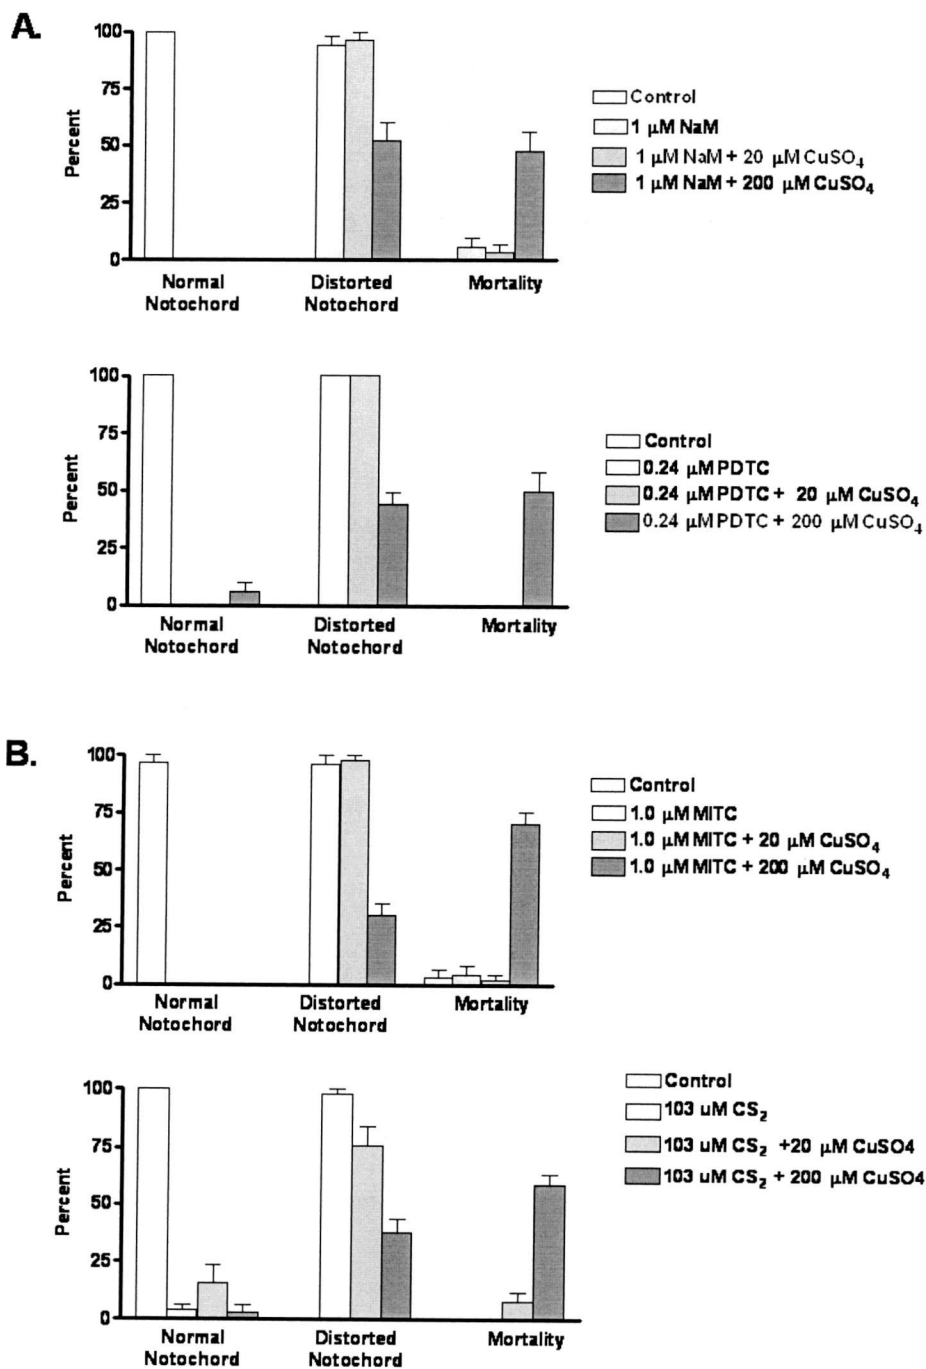 A.
100
75
50
25
0
Percent
Normal
Notochord
Distorted
Notochord
Mortality
Control
1 μM NaM
1 μM NaM + 20 μM CuSO₄
1 μM NaM + 200 μM CuSO₄
100
75
50
25
0
Percent
Normal
Notochord
Distorted
Notochord
Mortality
Control
0.24 μM PDTC
0.24 μM PDTC + 20 μM CuSO₄
0.24 μM PDTC + 200 μM CuSO₄
B.
100
75
50
25
0
Percent
Normal
Notochord
Distorted
Notochord
Mortality
Control
1.0 μM MITC
1.0 μM MITC + 20 μM CuSO₄
1.0 μM MITC + 200 μM CuSO₄
100
75
50
25
0
Percent
Normal
Notochord
Distorted
Notochord
Mortality
Control
103 uM CS₂
103 uM CS₂ +20 μM CuSO4
103 uM CS₂ + 200 μM CuSO4